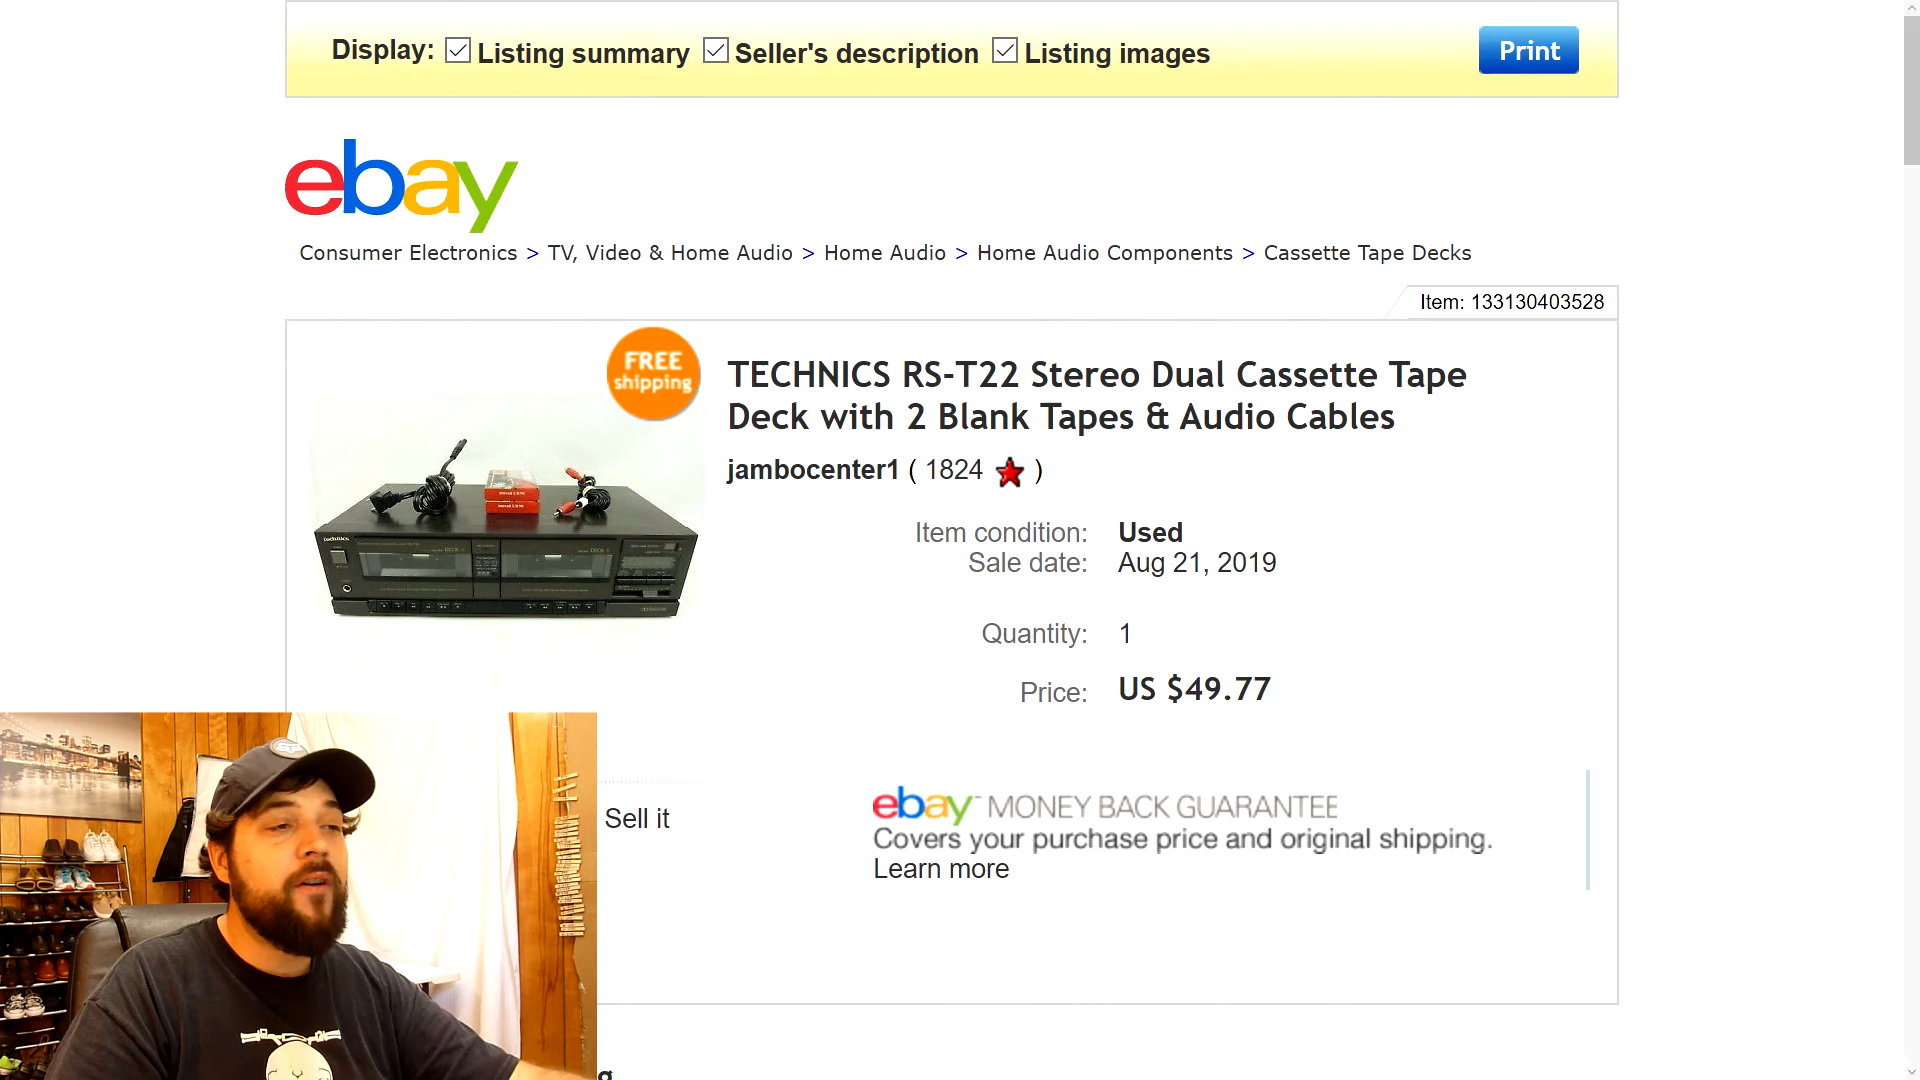 Display: Listing summary Seller's description Listing images Print
ebay
Consumer Electronics > TV, Video & Home Audio > Home Audio > Home Audio Components > Cassette Tape Decks
Item: 133130403528
FREE
shipping
TECHNICS RS-T22 Stereo Dual Cassette Tape
Deck with 2 Blank Tapes & Audio Cables
jambocenter1 ( 1824 )
Item condition: Used
Sale date: Aug 21, 2019
Quantity: 1
Price: US $49.77
Technics
Sell it
ebay MONEY BACK GUARANTEE
Covers your purchase price and original shipping.
Learn more